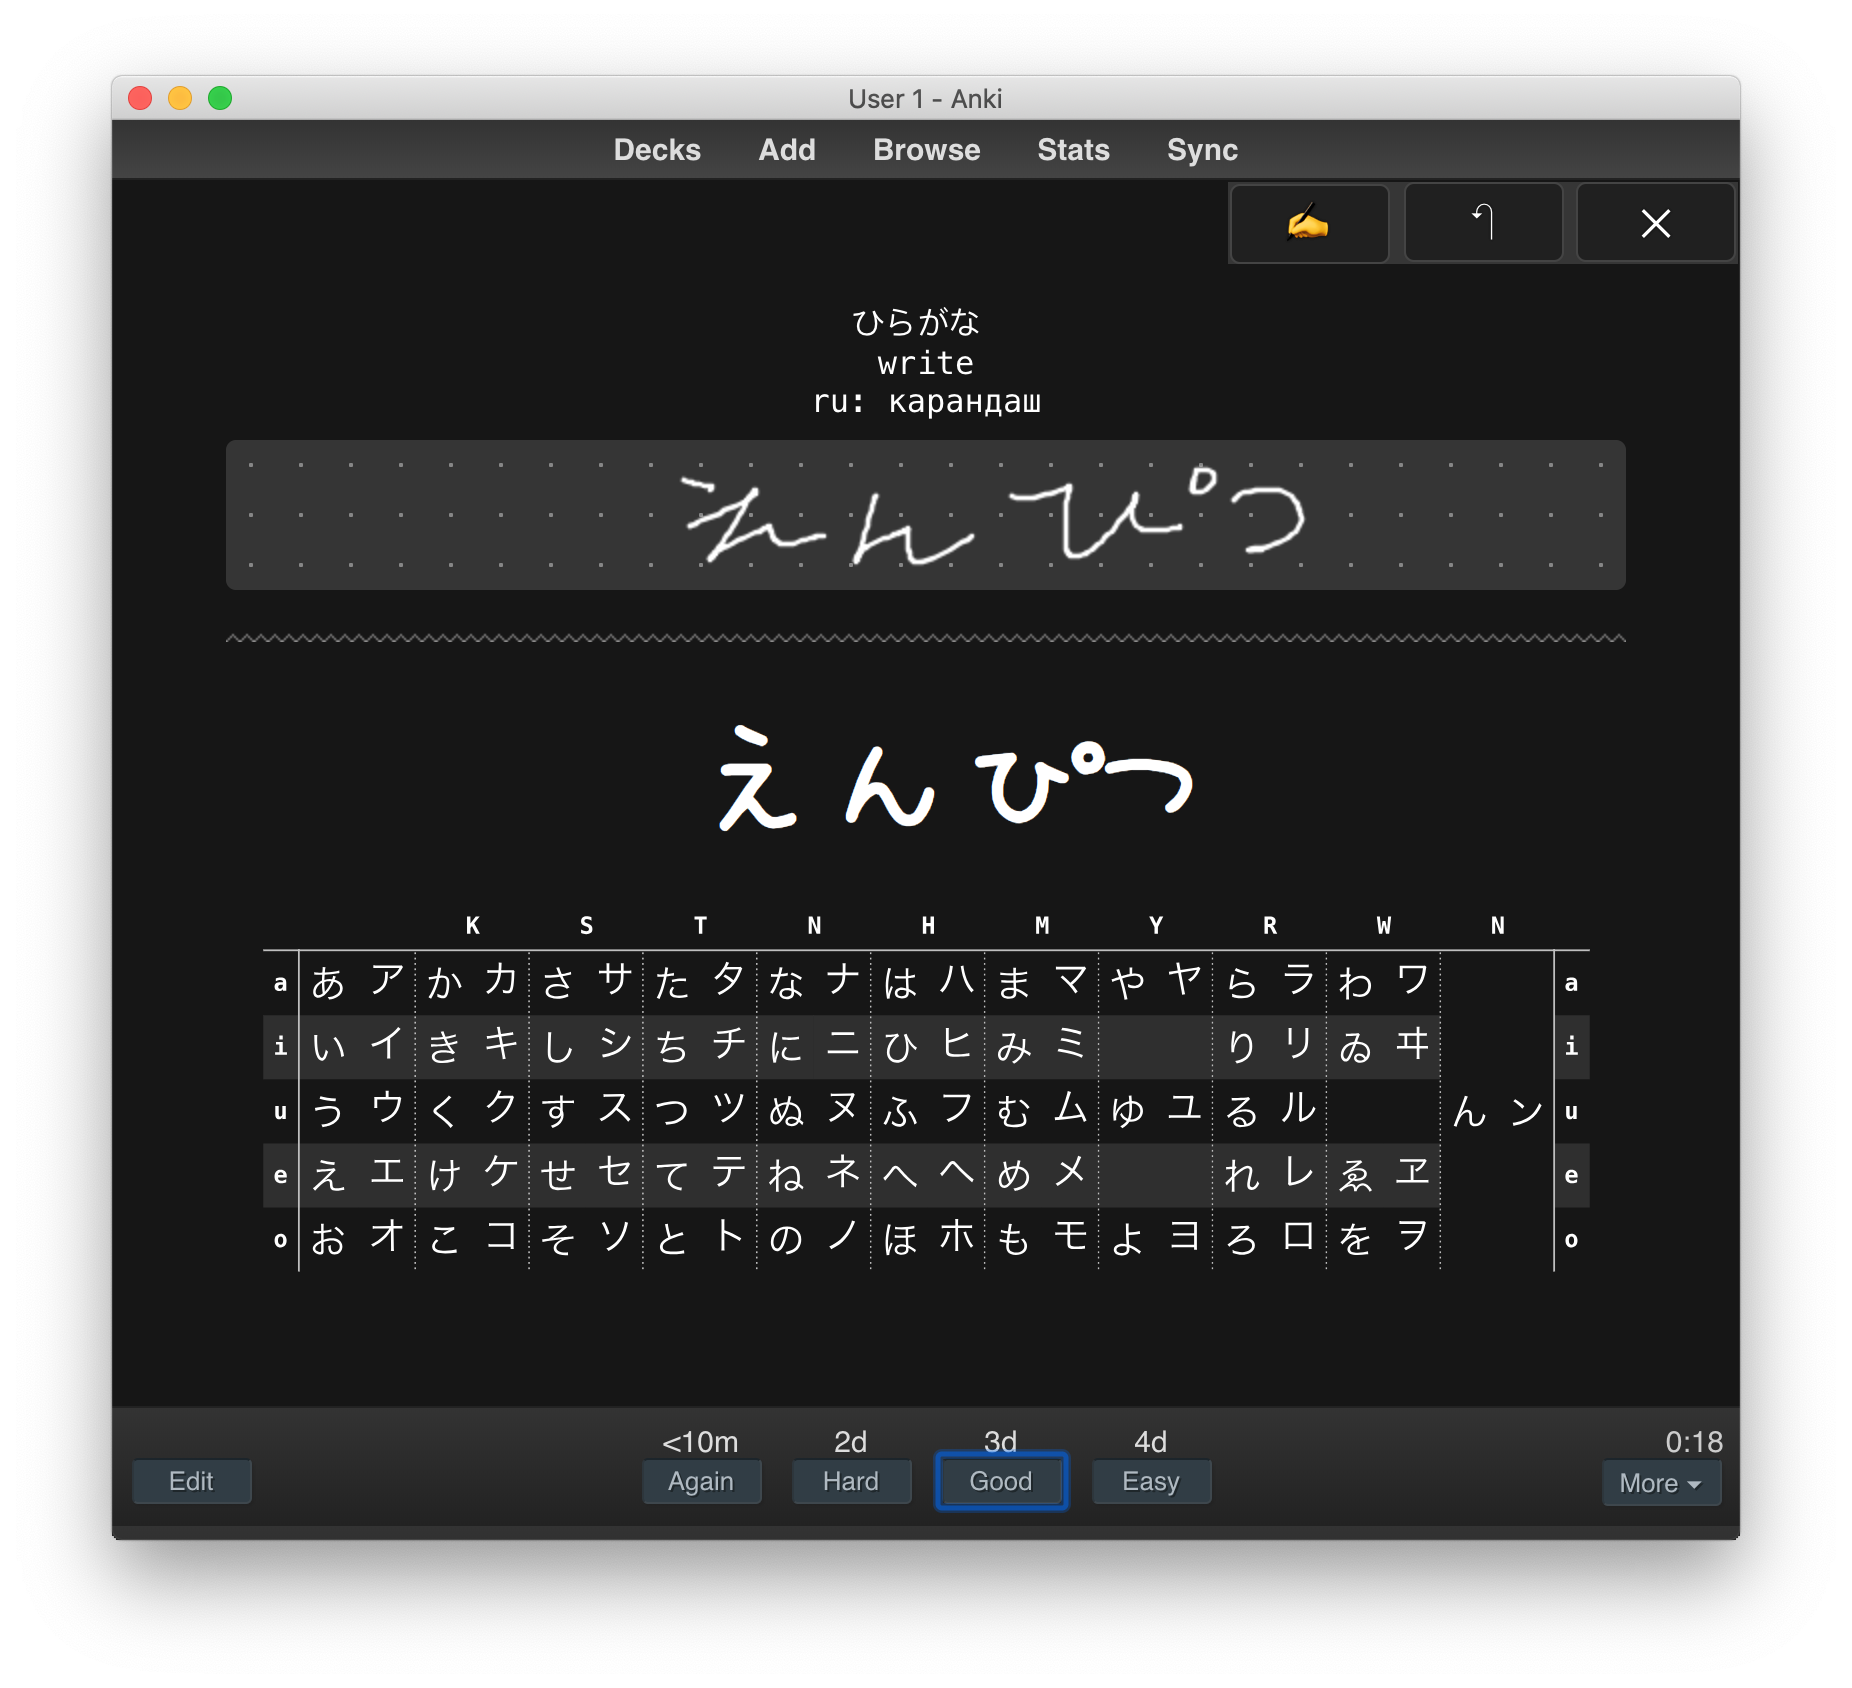 User 1 - Anki
Decks Add Browse Stats Sync
ひらがな
write
ru: карандаш
えんぴつ
えんぴつ
K S T N H M Y R W N
a あ ア か カ さ サ た タ な ナ は ハ ま マ や ヤ ら ラ わ ワ a
i い イ き キ し シ ち チ に ニ ひ ヒ み ミ り リ ゐ ヰ i
u う ウ く ク す ス つ ツ ぬ ヌ ふ フ む ム ゆ ユ る ル ん ン u
e え エ け ケ せ セ て テ ね ネ へ ヘ め メ れ レ ゑ ヱ e
o お オ こ コ そ ソ と ト の ノ ほ ホ も モ よ ヨ ろ ロ を ヲ o
<10m 2d 3d 4d 0:18
Edit Again Hard Good Easy More